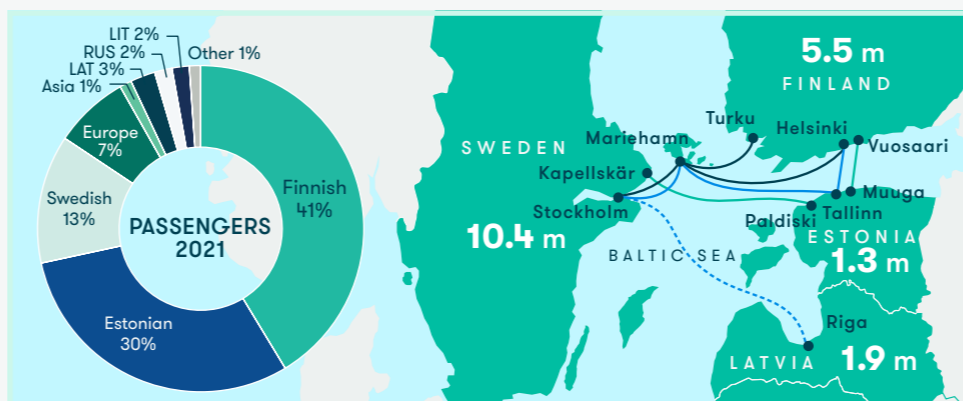 LIT 2%
RUS 2%
LAT 3%
Asia 1%
Other 1%
Europe
7%
Swedish
13%
Finnish
41%
Estonian
30%
PASSENGERS
2021
5.5 m
FINLAND
SWEDEN
10.4 m
Mariehamn
Turku
Helsinki
Vuosaari
Kapellskär
Stockholm
Paldiski
Tallinn
Muuga
ESTONIA
1.3 m
BALTIC SEA
Riga
LATVIA
1.9 m